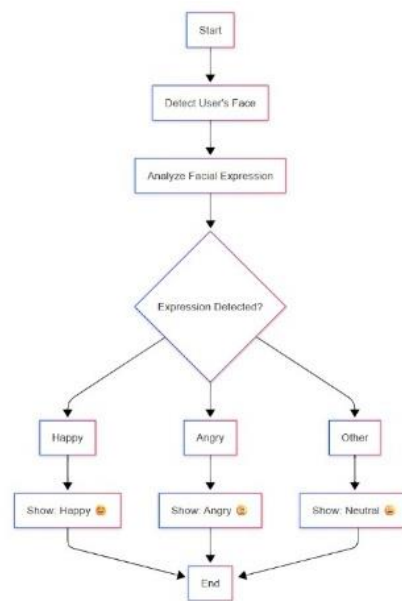 Start
Detect User's Face
Analyze Facial Expression
Expression Detected?
Happy
Angry
Other
Show: Happy
Show: Angry
Show: Neutral
End